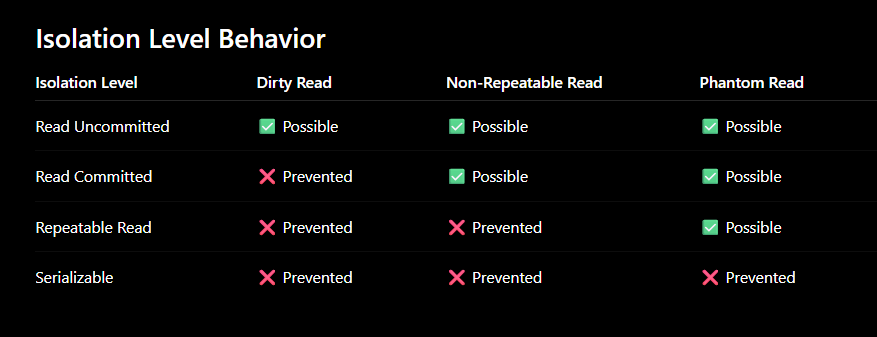 Isolation Level Behavior
Isolation Level Dirty Read Non-Repeatable Read Phantom Read
Read Uncommitted ✅ Possible ✅ Possible ✅ Possible
Read Committed ❌ Prevented ✅ Possible ✅ Possible
Repeatable Read ❌ Prevented ❌ Prevented ✅ Possible
Serializable ❌ Prevented ❌ Prevented ❌ Prevented